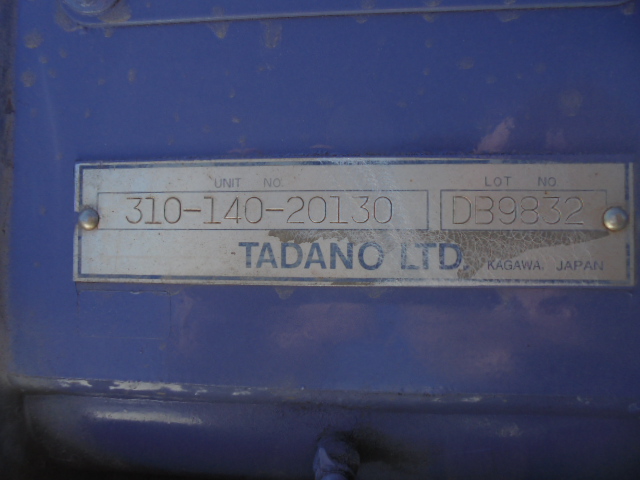 UNIT NO. LOT NO.
310-140-20130 DB9832
TADANO LTD. KAGAWA, JAPAN